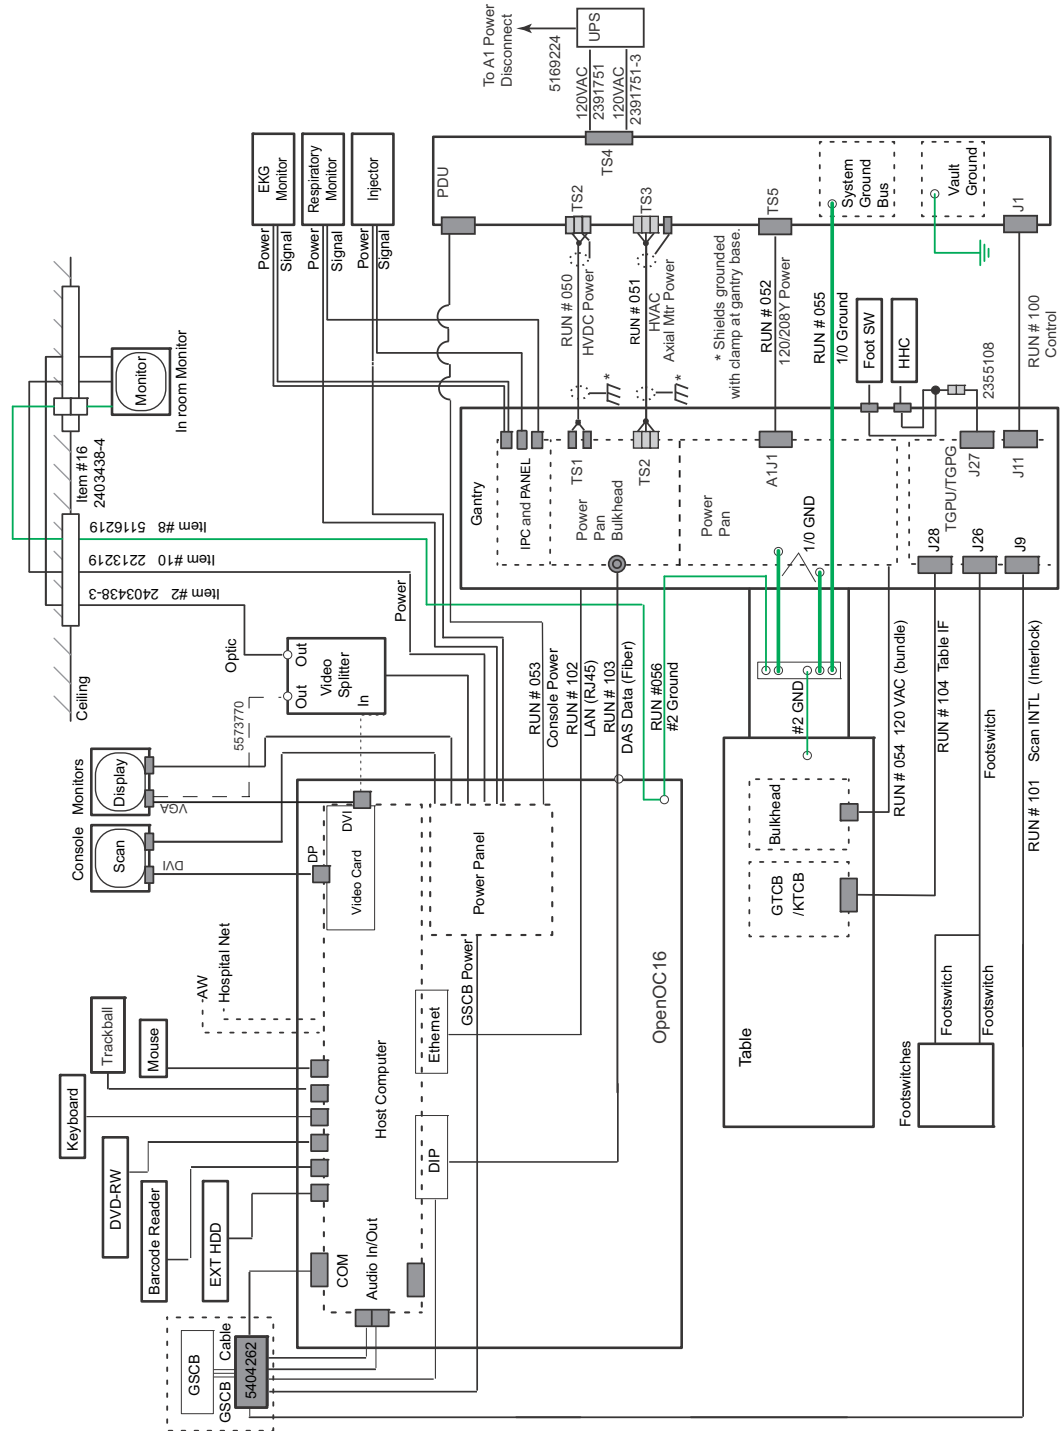 To A1 Power
Disconnect
5169224
UPS
120VAC
2391751
120VAC
2391751-3
TS4
PDU
TS2
TS3
TS5
System
Ground
Bus
Vault
Ground
J1
EKG
Monitor
Respiratory
Monitor
Injector
Power
Signal
Power
Signal
Power
Signal
RUN # 050
HVDC Power
RUN # 051
HVAC
Axial Mtr Power
* Shields grounded
with clamp at gantry base.
RUN # 052
120/208Y Power
RUN # 055
1/0 Ground
Foot SW
HHC
2355108
RUN # 100
Control
*
*
Monitor
In room Monitor
Item #16
2403438-4
Item #8 5116219
Item #10 2213219
Item #2 2403438-3
Ceiling
Gantry
IPC and PANEL
TS1
Power
Pan
Bulkhead
TS2
Power
Pan
A1J1
1/0 GND
TGPU/TGPG
J27
J11
J28
J26
J9
Optic
Power
Out
Out
Video
Splitter
In
5573770
RUN # 053
Console Power
RUN # 102
LAN (RJ45)
RUN # 103
DAS Data (Fiber)
RUN #056
#2 Ground
#2 GND
RUN # 054 120 VAC (bundle)
RUN # 104 Table IF
Footswitch
RUN # 101 Scan INTL (Interlock)
Console Monitors
Display
VGA
Scan
DVI
DVI
DP
Video Card
Power Panel
GSCB Power
Bulkhead
GTCB
/KTCB
Table
AW
Hospital Net
Trackball
Mouse
Keyboard
DVD-RW
Barcode Reader
EXT HDD
Ethernet
Host Computer
DIP
OpenOC16
COM
Audio In/Out
GSCB
GSCB Cable
5404262
Footswitch
Footswitch
Footswitches